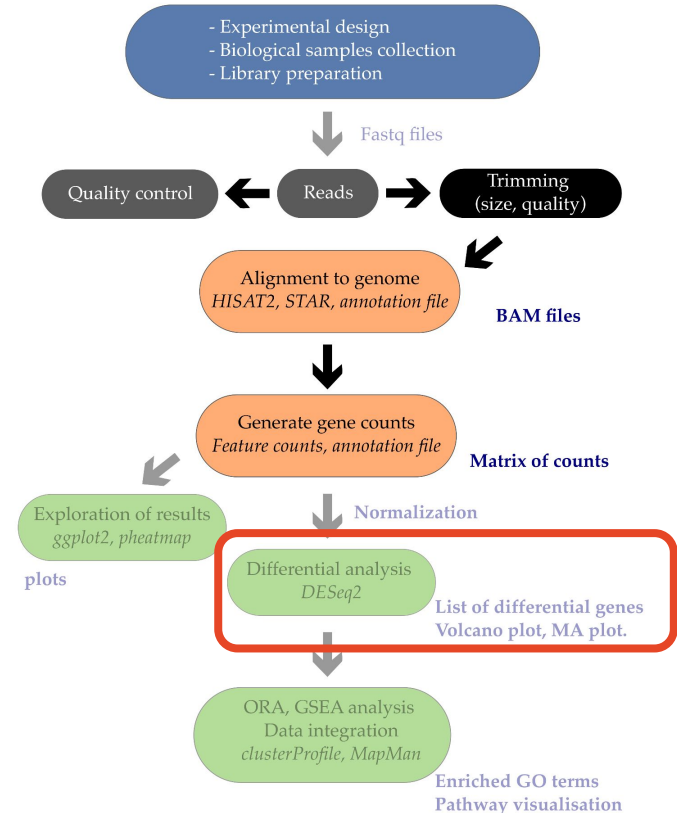 - Experimental design
- Biological samples collection
- Library preparation
Fastq files
Quality control
Reads
Trimming
(size, quality)
Alignment to genome
HISAT2, STAR, annotation file
BAM files
Generate gene counts
Feature counts, annotation file
Matrix of counts
Exploration of results
ggplot2, pheatmap
plots
Normalization
Differential analysis
DESeq2
List of differential genes
Volcano plot, MA plot.
ORA, GSEA analysis
Data integration
clusterProfile, MapMan
Enriched GO terms
Pathway visualisation